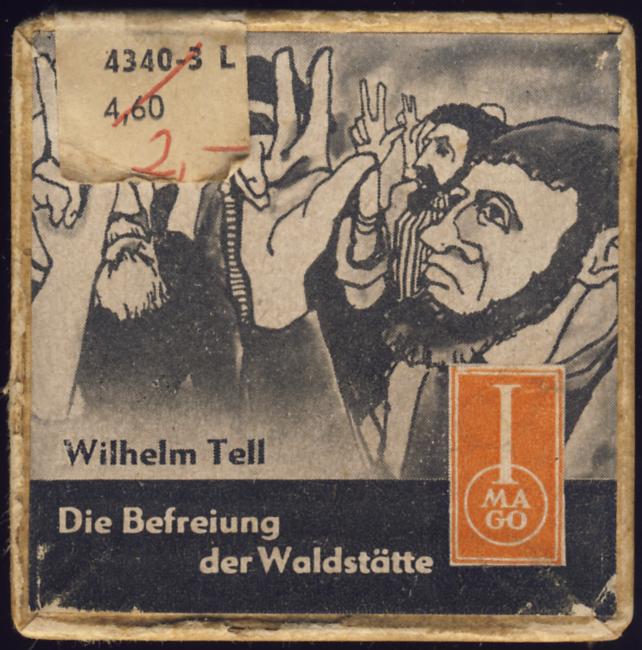 4340-3 L
4,60
2,–
Wilhelm Tell
Die Befreiung
der Waldstätte
I
MA
GO